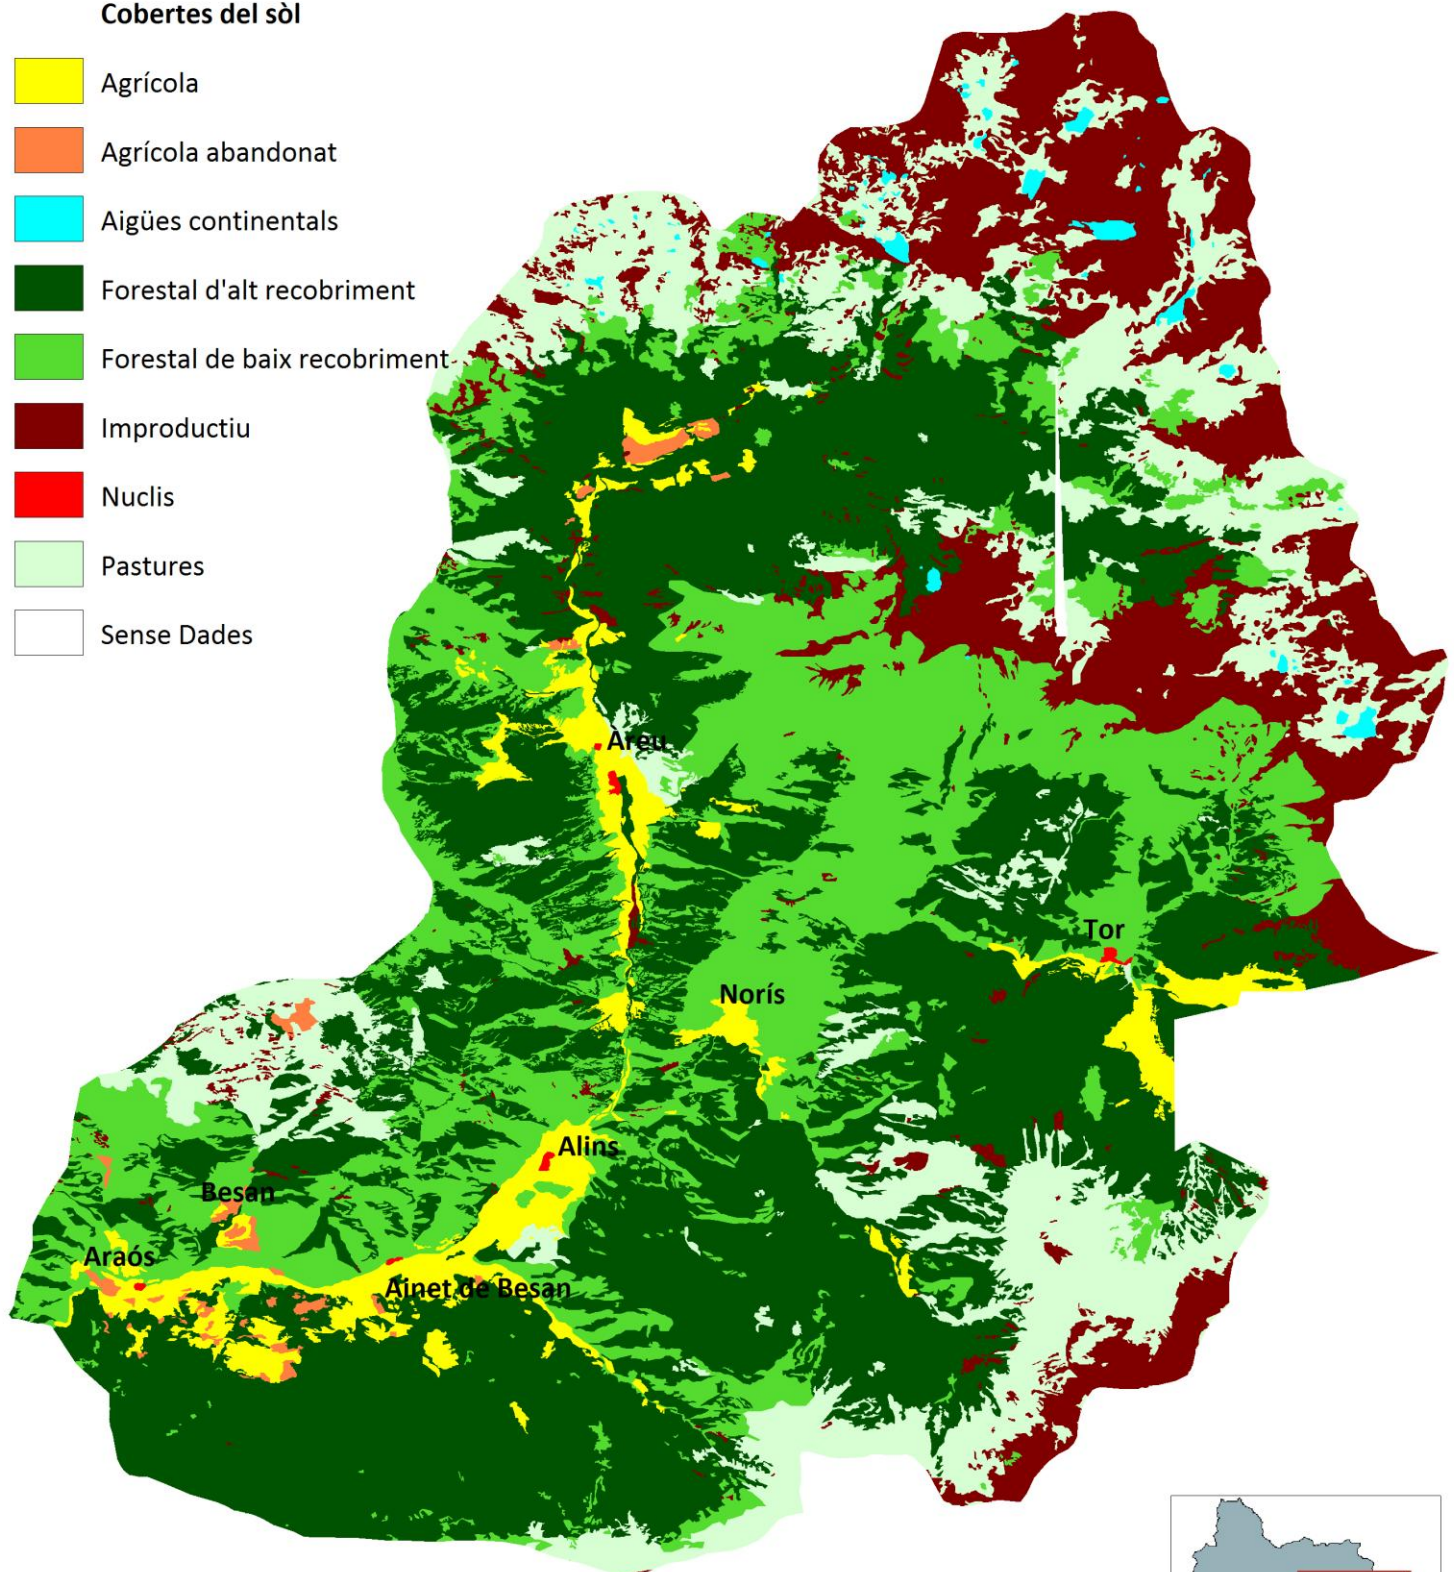 Cobertes del sòl
Agrícola
Agrícola abandonat
Aigües continentals
Forestal d'alt recobriment
Forestal de baix recobriment
Improductiu
Nuclis
Pastures
Sense Dades
Àreu
Tor
Norís
Alins
Besan
Araós
Ainet de Besan